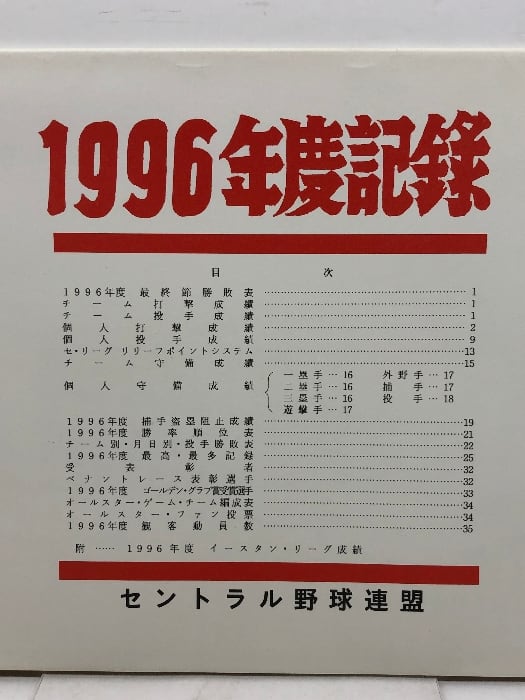 1996年度記録
目次
1996年度 最終節勝敗表……1
チーム打撃成績……1
チーム投手成績……1
個人打撃成績……2
個人投手成績……9
セ・リーグ リリーフポイントシステム……13
チーム守備成績……15
個人守備成績
一塁手…16 外野手…17
二塁手…16 捕手…17
三塁手…16 投手…18
遊撃手…17
1996年度 捕手盗塁阻止成績……19
1996年度 勝率順位表……21
チーム別・月日別・投手勝敗表……22
1996年度 最高・最多記録……25
受表彰者……32
ペナントレース表彰選手……32
1996年度 ゴールデン・グラブ賞受賞選手……33
オールスター・ゲーム・チーム編成表……34
オールスター・ファン投票……34
1996年度 観客動員数……35
附……1996年度 イースタン・リーグ成績
セントラル野球連盟